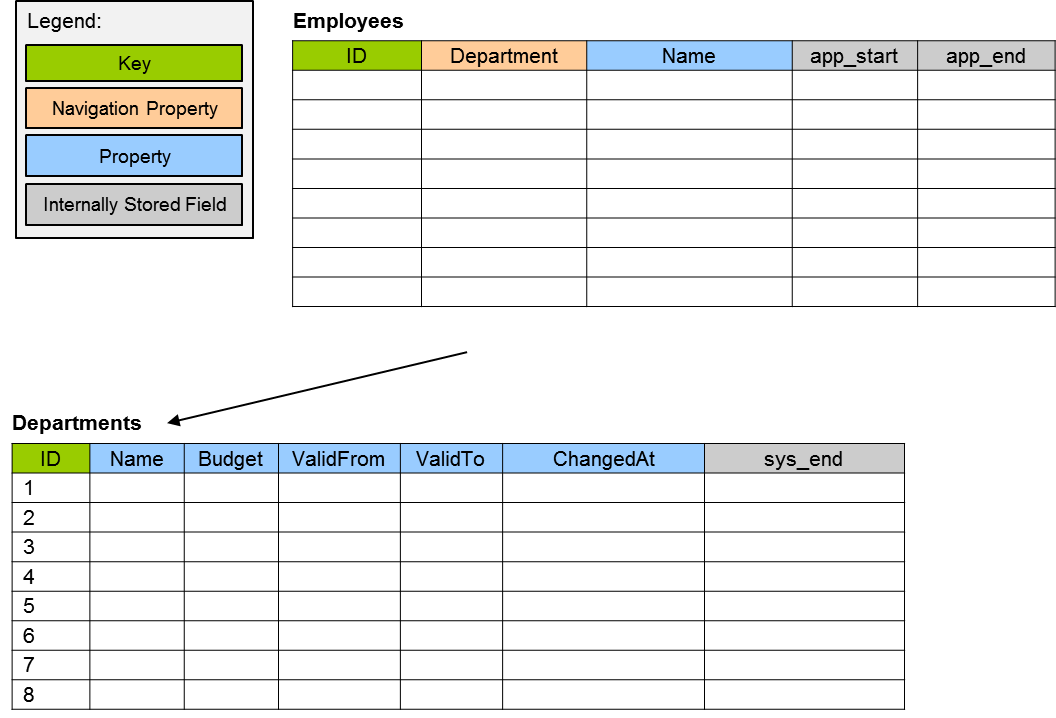 Legend:
Key
Navigation Property
Property
Internally Stored Field
Employees
ID Department Name app_start app_end
Departments
ID Name Budget ValidFrom ValidTo ChangedAt sys_end
1
2
3
4
5
6
7
8